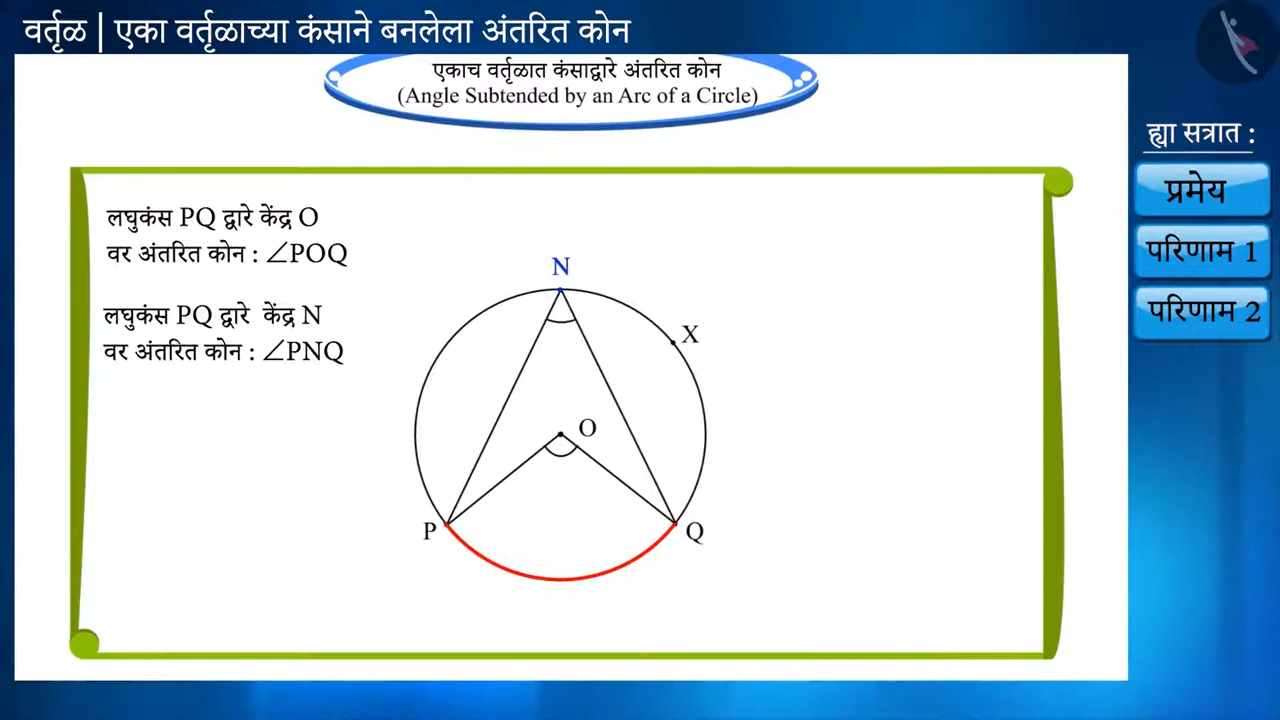 वर्तृळ | एका वर्तृळाच्या कंसाने बनलेला अंतरित कोन
एकाच वर्तृळात कंसाद्वारे अंतरित कोन
(Angle Subtended by an Arc of a Circle)
ह्या सत्रात :
प्रमेय
परिणाम 1
परिणाम 2
लघुकंस PQ द्वारे केंद्र O
वर अंतरित कोन : ∠POQ
लघुकंस PQ द्वारे केंद्र N
वर अंतरित कोन : ∠PNQ
N
X
O
P
Q